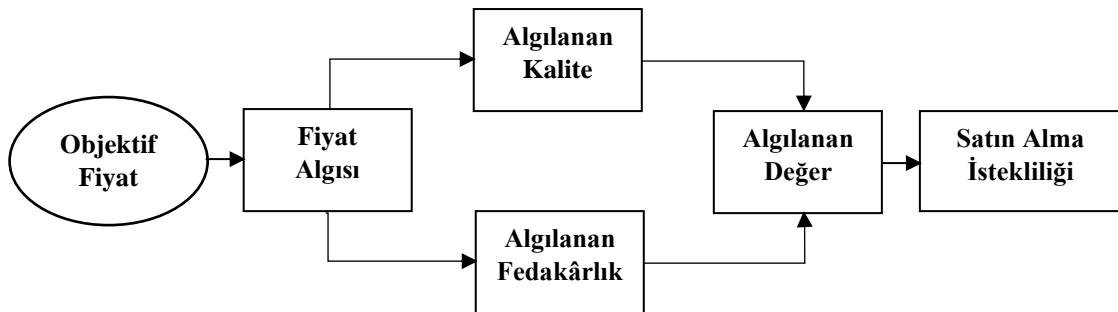 Objektif
Fiyat
Fiyat
Algısı
Algılanan
Kalite
Algılanan
Fedakârlık
Algılanan
Değer
Satın Alma
İstekliliği